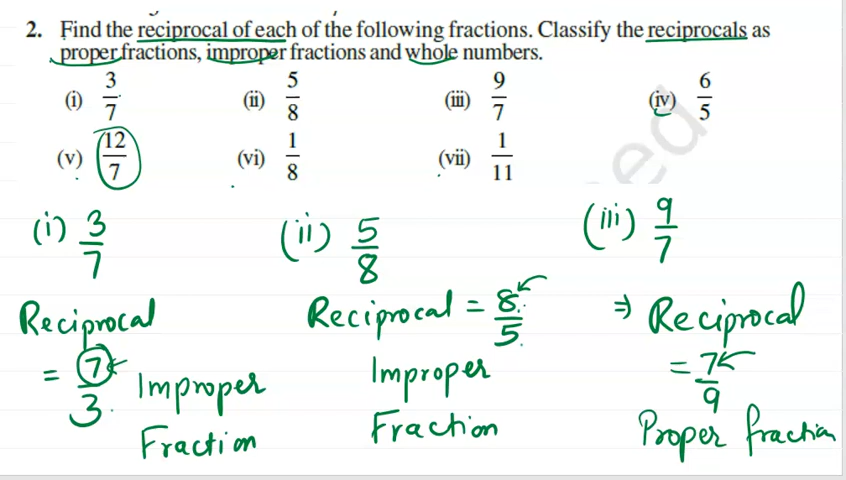 2. Find the reciprocal of each of the following fractions. Classify the reciprocals as
proper fractions, improper fractions and whole numbers.
(i) 3/7 (ii) 5/8 (iii) 9/7 (iv) 6/5
(v) 12/7 (vi) 1/8 (vii) 1/11
(i) 3/7 (ii) 5/8 (iii) 9/7
Reciprocal Reciprocal = 8/5 ⇒ Reciprocal
= 7/3 Improper Improper = 7/9
Fraction Fraction Proper fraction